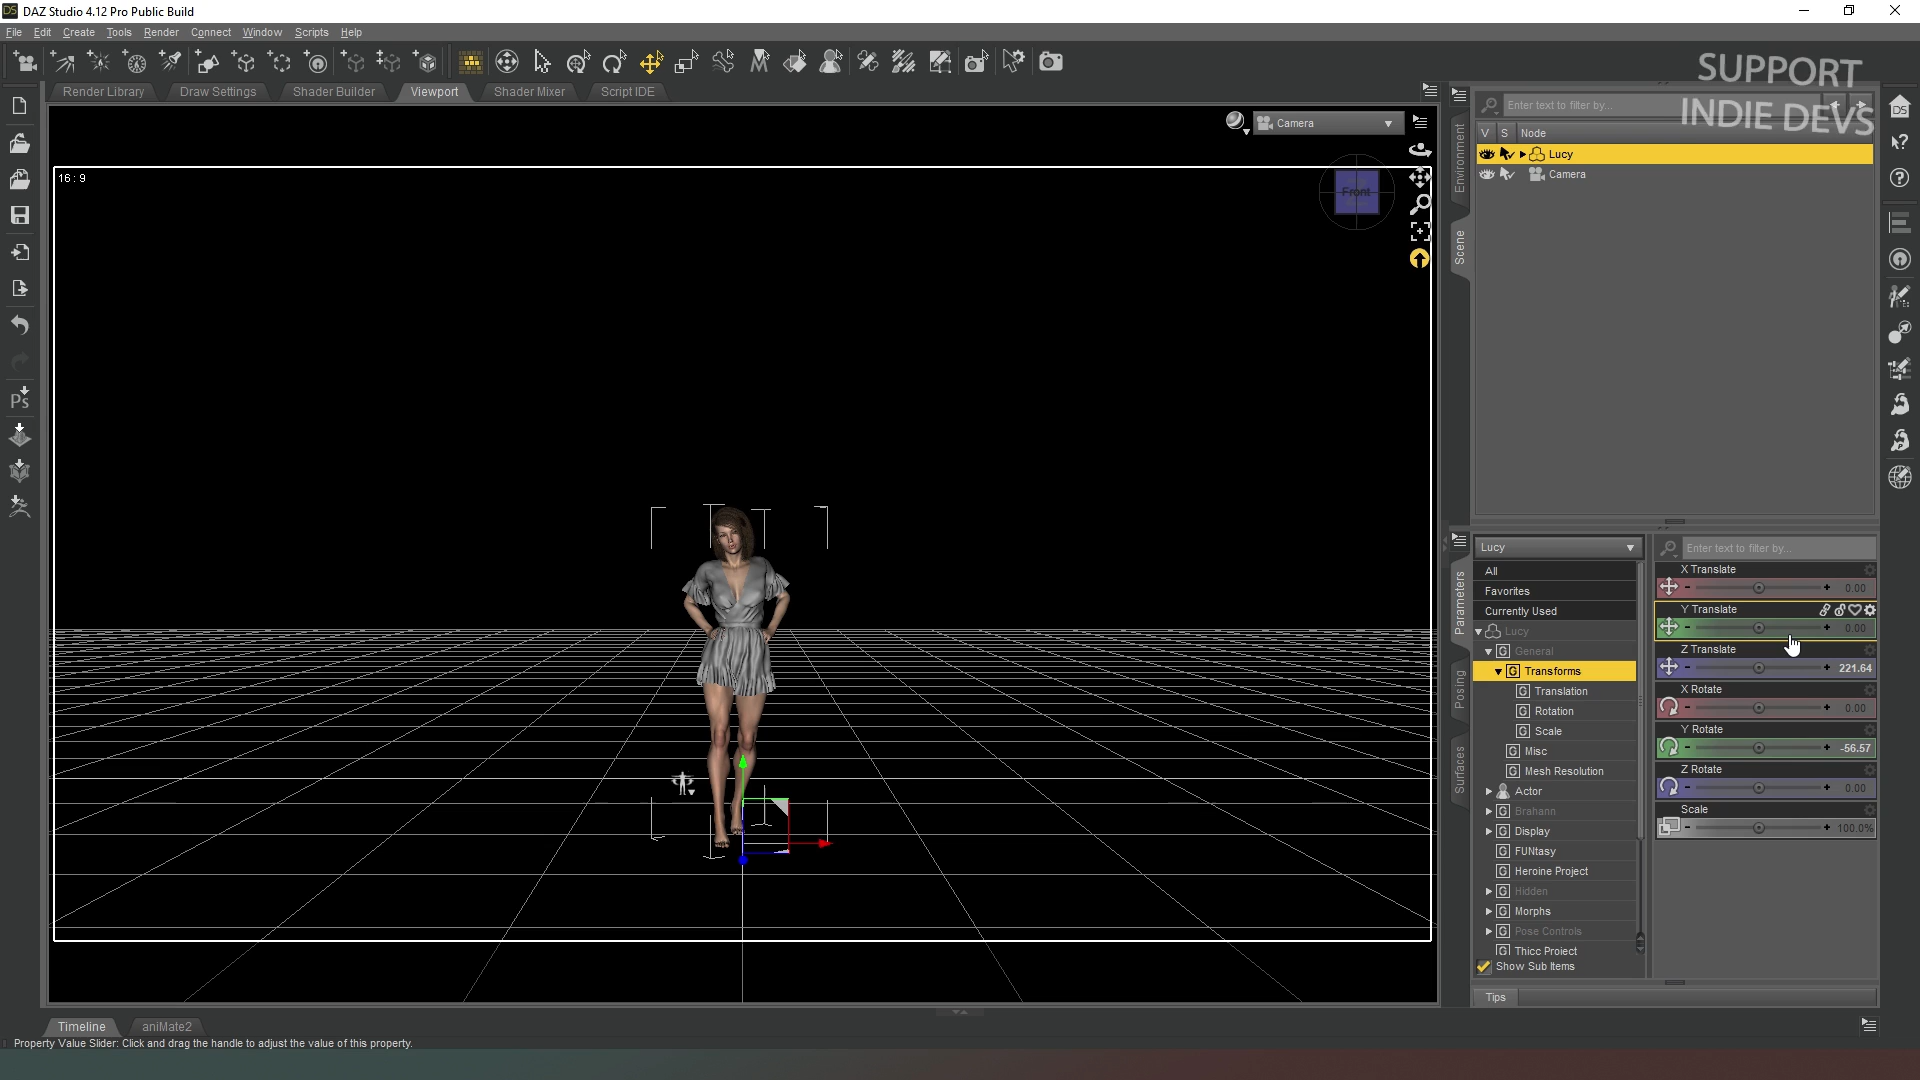 DAZ Studio 4.12 Pro Public Build
File Edit Create Tools Render Connect Window Scripts Help
SUPPORT
INDIE DEVS
Render Library Draw Settings Shader Builder Viewport Shader Mixer Script IDE
16 : 9
Camera
Front
Environment
Scene
Enter text to filter by...
V S Node
Lucy
Camera
Parameters
Posing
Surfaces
Lucy
All
Favorites
Currently Used
Lucy
General
Transforms
Translation
Rotation
Scale
Misc
Mesh Resolution
Actor
Brahann
Display
FUNtasy
Heroine Project
Hidden
Morphs
Pose Controls
Thicc Project
Show Sub Items
Enter text to filter by...
X Translate
0.00
Y Translate
0.00
Z Translate
221.64
X Rotate
0.00
Y Rotate
-56.57
Z Rotate
0.00
Scale
100.0%
Tips
Timeline aniMate2
Property Value Slider: Click and drag the handle to adjust the value of this property.